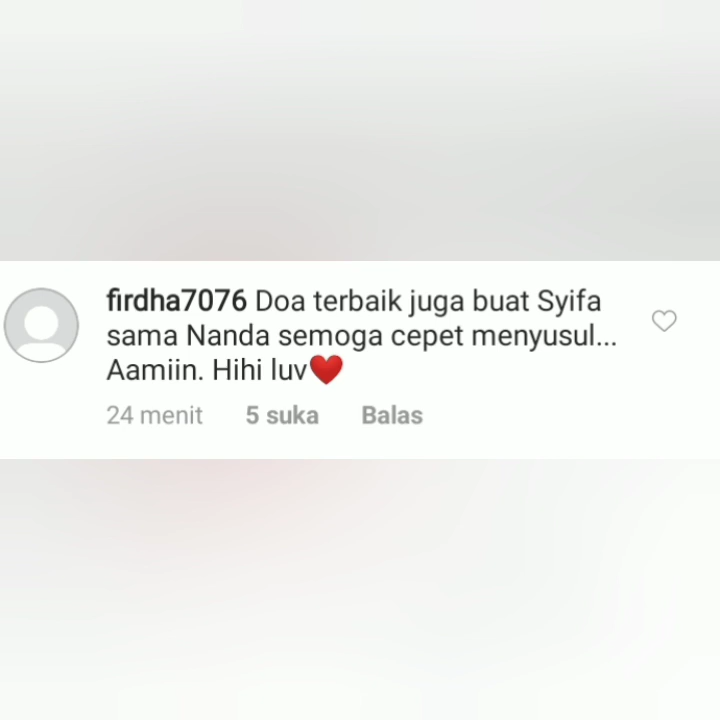 firdha7076 Doa terbaik juga buat Syifa
sama Nanda semoga cepet menyusul...
Aamiin. Hihi luv❤️
24 menit 5 suka Balas